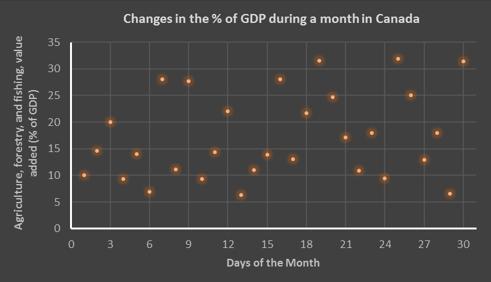 Changes in the % of GDP during a month in Canada
Agriculture, forestry, and fishing, value
added (% of GDP)
35
30
25
20
15
10
5
0
0 3 6 9 12 15 18 21 24 27 30
Days of the Month